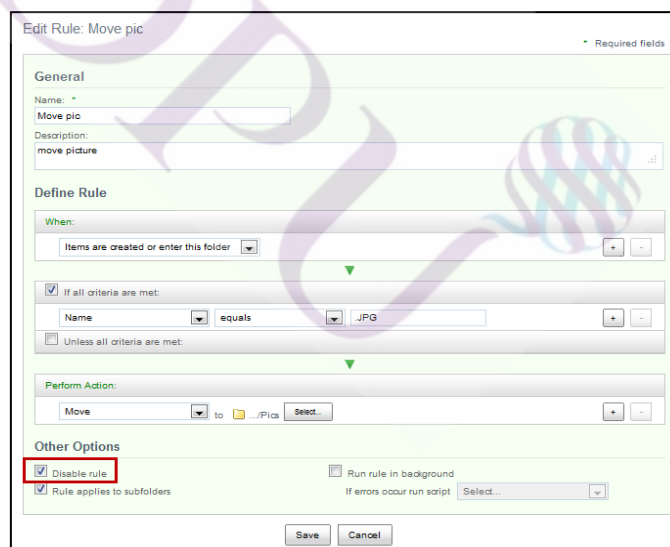 Edit Rule: Move pic
* Required fields
General
Name: *
Move pic
Description:
move picture
Define Rule
When:
Items are created or enter this folder
+ -
If all criteria are met:
Name equals .JPG + -
Unless all criteria are met:
Perform Action:
Move to .../Pics Select... + -
Other Options
Disable rule Run rule in background
Rule applies to subfolders If errors occur run script Select...
Save Cancel